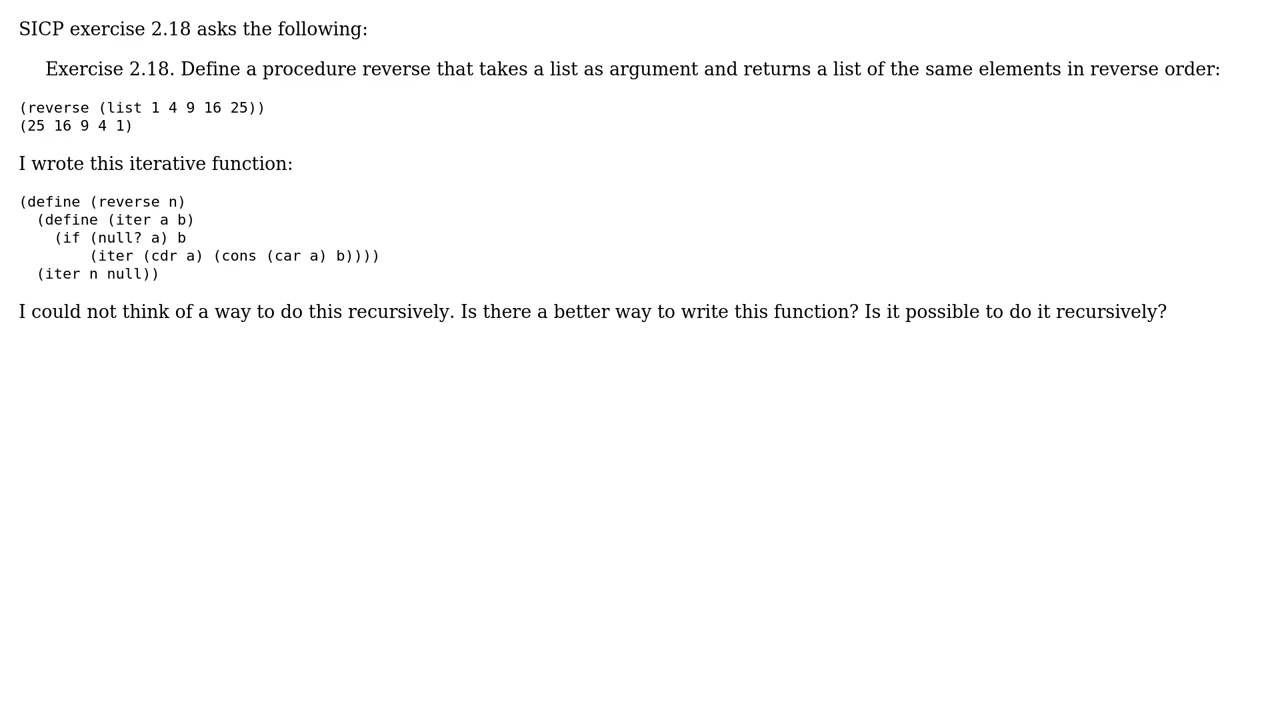 SICP exercise 2.18 asks the following:
Exercise 2.18. Define a procedure reverse that takes a list as argument and returns a list of the same elements in reverse order:
(reverse (list 1 4 9 16 25))
(25 16 9 4 1)
I wrote this iterative function:
(define (reverse n)
  (define (iter a b)
    (if (null? a) b
        (iter (cdr a) (cons (car a) b))))
  (iter n null))
I could not think of a way to do this recursively. Is there a better way to write this function? Is it possible to do it recursively?